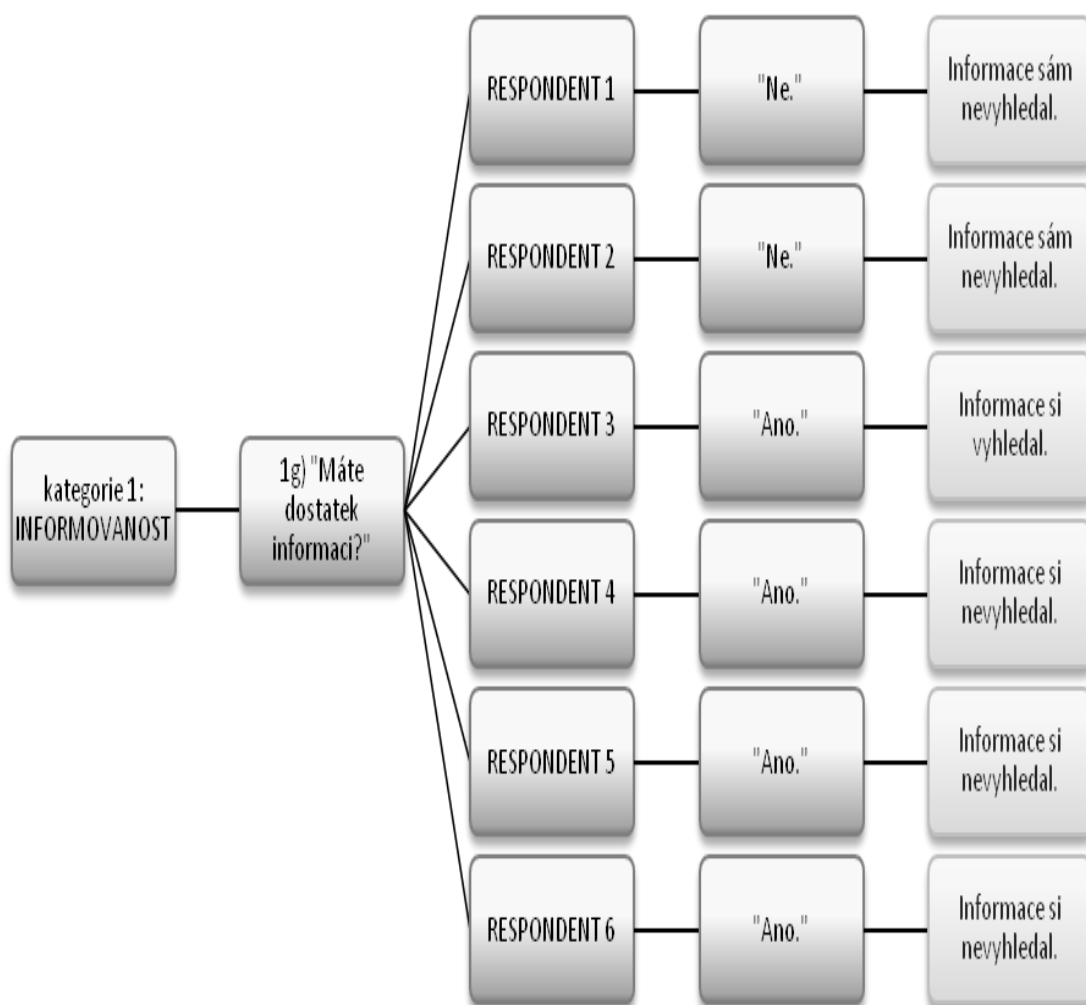 kategorie 1:
INFORMOVANOST
1g) "Máte
dostatek
informaci?"
RESPONDENT 1
"Ne."
Informace sám
nevyhledal.
RESPONDENT 2
"Ne."
Informace sám
nevyhledal.
RESPONDENT 3
"Ano."
Informace si
vyhledal.
RESPONDENT 4
"Ano."
Informace si
nevyhledal.
RESPONDENT 5
"Ano."
Informace si
nevyhledal.
RESPONDENT 6
"Ano."
Informace si
nevyhledal.